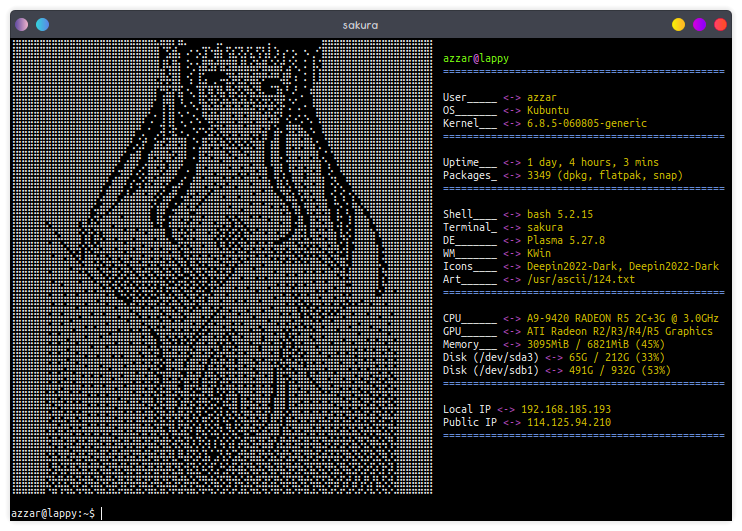 sakura
azzar@lappy
===============================================
User_____ <-> azzar
OS_______ <-> Kubuntu
Kernel___ <-> 6.8.5-060805-generic
===============================================
Uptime___ <-> 1 day, 4 hours, 3 mins
Packages_ <-> 3349 (dpkg, flatpak, snap)
===============================================
Shell____ <-> bash 5.2.15
Terminal_ <-> sakura
DE_______ <-> Plasma 5.27.8
WM_______ <-> KWin
Icons____ <-> Deepin2022-Dark, Deepin2022-Dark
Art______ <-> /usr/ascii/124.txt
===============================================
CPU______ <-> A9-9420 RADEON R5 2C+3G @ 3.0GHz
GPU______ <-> ATI Radeon R2/R3/R4/R5 Graphics
Memory___ <-> 3095MiB / 6821MiB (45%)
Disk (/dev/sda3) <-> 65G / 212G (33%)
Disk (/dev/sdb1) <-> 491G / 932G (53%)
===============================================
Local IP <-> 192.168.185.193
Public IP <-> 114.125.94.210
===============================================
azzar@lappy:~$